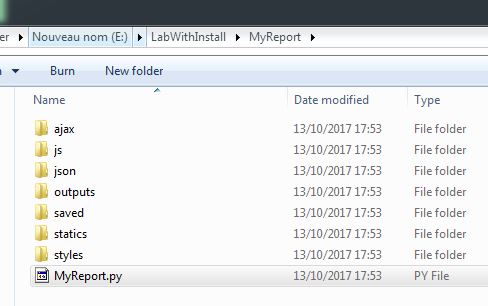 er Nouveau nom (E:) LabWithInstall MyReport
Burn New folder
Name Date modified Type
ajax 13/10/2017 17:53 File folder
js 13/10/2017 17:53 File folder
json 13/10/2017 17:53 File folder
outputs 13/10/2017 17:53 File folder
saved 13/10/2017 17:53 File folder
statics 13/10/2017 17:53 File folder
styles 13/10/2017 17:53 File folder
MyReport.py 13/10/2017 17:53 PY File